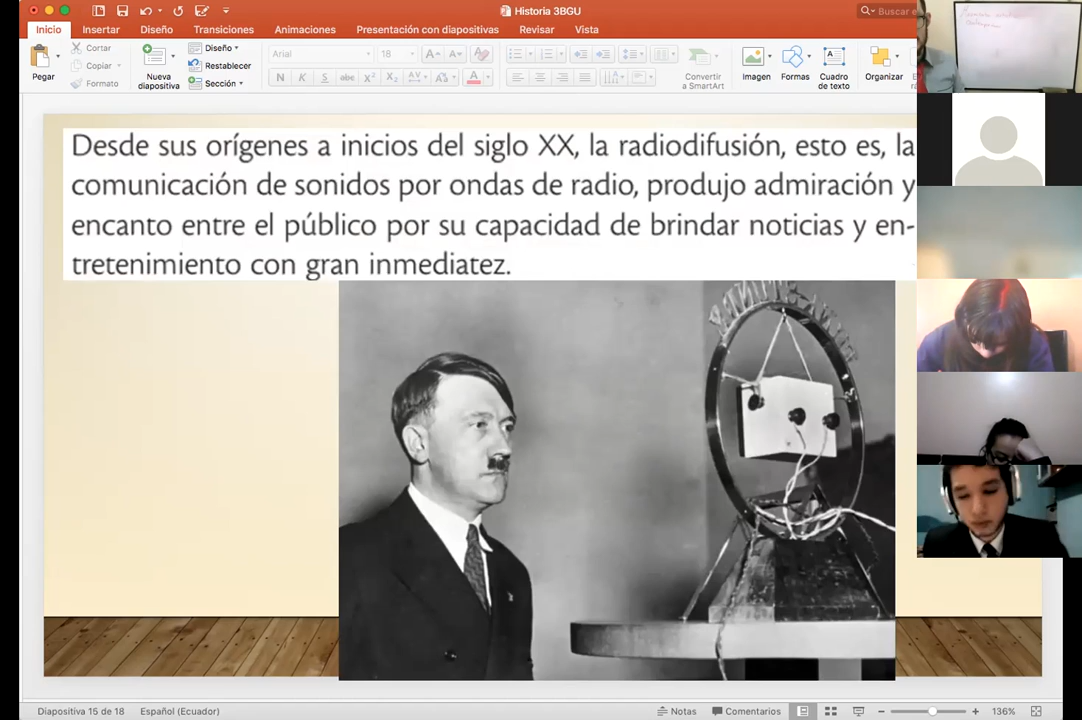 Historia 3BGU
Buscar e
Inicio
Insertar
Diseño
Transiciones
Animaciones
Presentación con diapositivas
Revisar
Vista
Pegar
Cortar
Copiar
Formato
Nueva
diapositiva
Diseño
Restablecer
Sección
Arial
18
Convertir
a SmartArt
Imagen
Formas
Cuadro
de texto
Organizar
Desde sus orígenes a inicios del siglo XX, la radiodifusión, esto es, la
comunicación de sonidos por ondas de radio, produjo admiración y
encanto entre el público por su capacidad de brindar noticias y en-
tretenimiento con gran inmediatez.
Diapositiva 15 de 18
Español (Ecuador)
Notas
Comentarios
136%